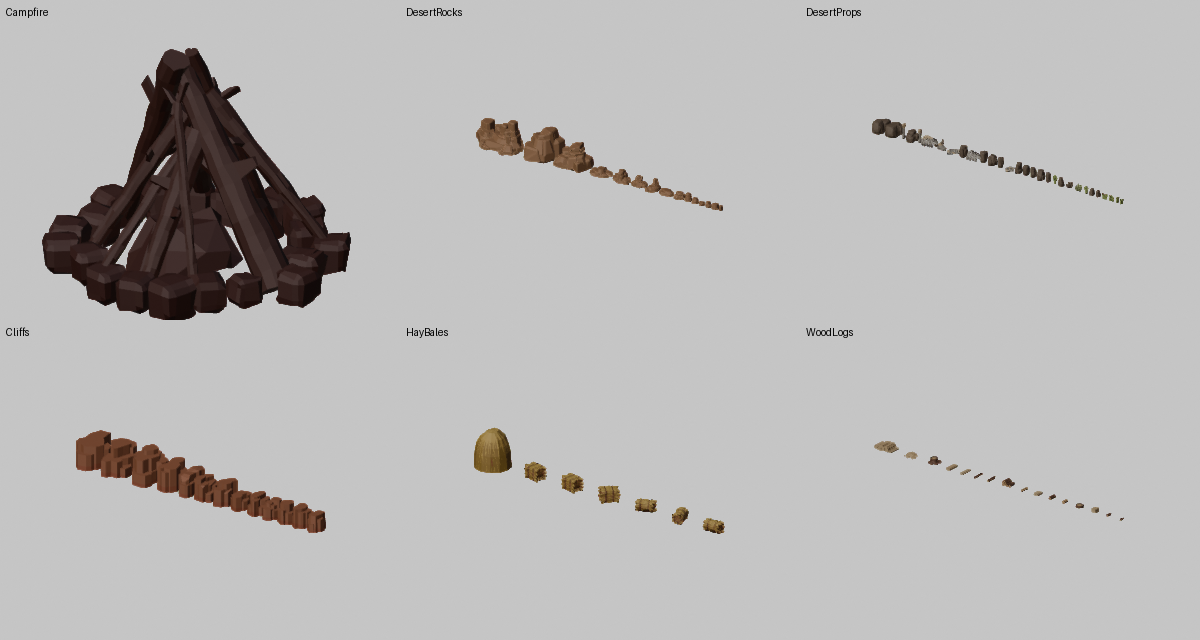 Campfire
DesertRocks
DesertProps
Cliffs
HayBales
WoodLogs